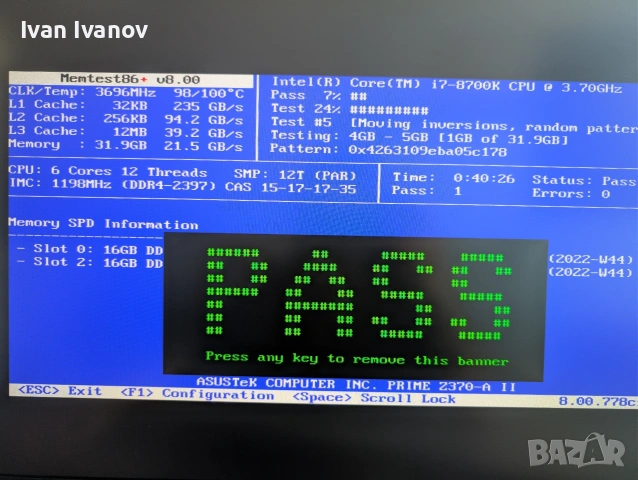 Ivan Ivanov
Memtest86+ v8.00
Intel(R) Core(TM) i7-8700K CPU @ 3.70GHz
CLK/Temp: 3696MHz 98/100°C
Pass 7% ##
L1 Cache: 32KB 235 GB/s
Test 24% #########
L2 Cache: 256KB 94.2 GB/s
Test #5 [Moving inversions, random patter
L3 Cache: 12MB 39.2 GB/s
Testing: 4GB - 5GB [1GB of 31.9GB]
Memory : 31.9GB 21.5 GB/s
Pattern: 0x4263109eba05c178
CPU: 6 Cores 12 Threads SMP: 12T (PAR)
Time: 0:40:26 Status: Pass
IMC: 1198MHz (DDR4-2397) CAS 15-17-17-35
Pass: 1 Errors: 0
Memory SPD Information
- Slot 0: 16GB DD (2022-W44)
- Slot 2: 16GB DD (2022-W44)
PASS
Press any key to remove this banner
ASUSTeK COMPUTER INC. PRIME Z370-A II
<ESC> Exit <F1> Configuration <Space> Scroll Lock 8.00.778c
BAZAR
bg